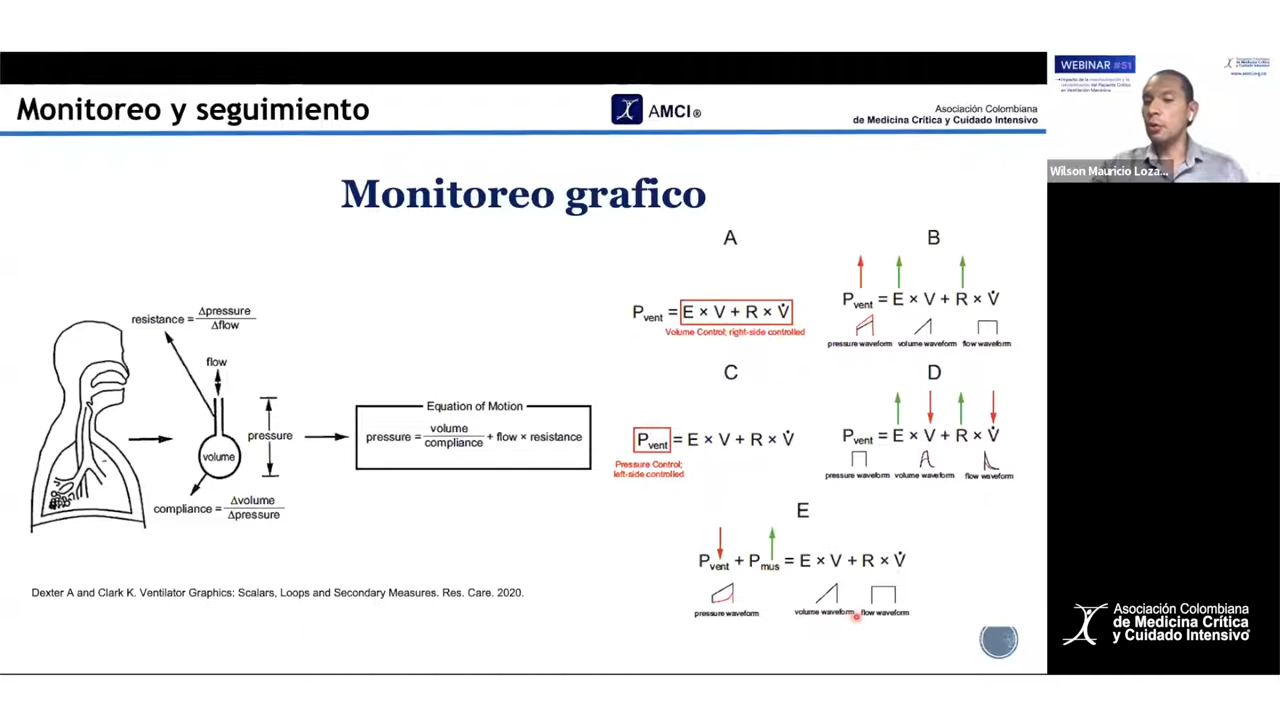 Monitoreo y seguimiento
AMCI®
Asociación Colombiana
de Medicina Crítica y Cuidado Intensivo
WEBINAR #51
Wilson Mauricio Loza...
Monitoreo grafico
resistance = Δpressure
Δflow
flow
volume
pressure
compliance = Δvolume
Δpressure
Equation of Motion
pressure = volume
compliance + flow × resistance
A
Pvent = E × V + R × V̇
Volume Control; right-side controlled
B
Pvent = E × V + R × V̇
pressure waveform volume waveform flow waveform
C
Pvent = E × V + R × V̇
Pressure Control;
left-side controlled
D
Pvent = E × V + R × V̇
pressure waveform volume waveform flow waveform
E
Pvent + Pmus = E × V + R × V̇
pressure waveform volume waveform flow waveform
Dexter A and Clark K. Ventilator Graphics: Scalars, Loops and Secondary Measures. Res. Care. 2020.
Asociación Colombiana
de Medicina Crítica
y Cuidado Intensivo